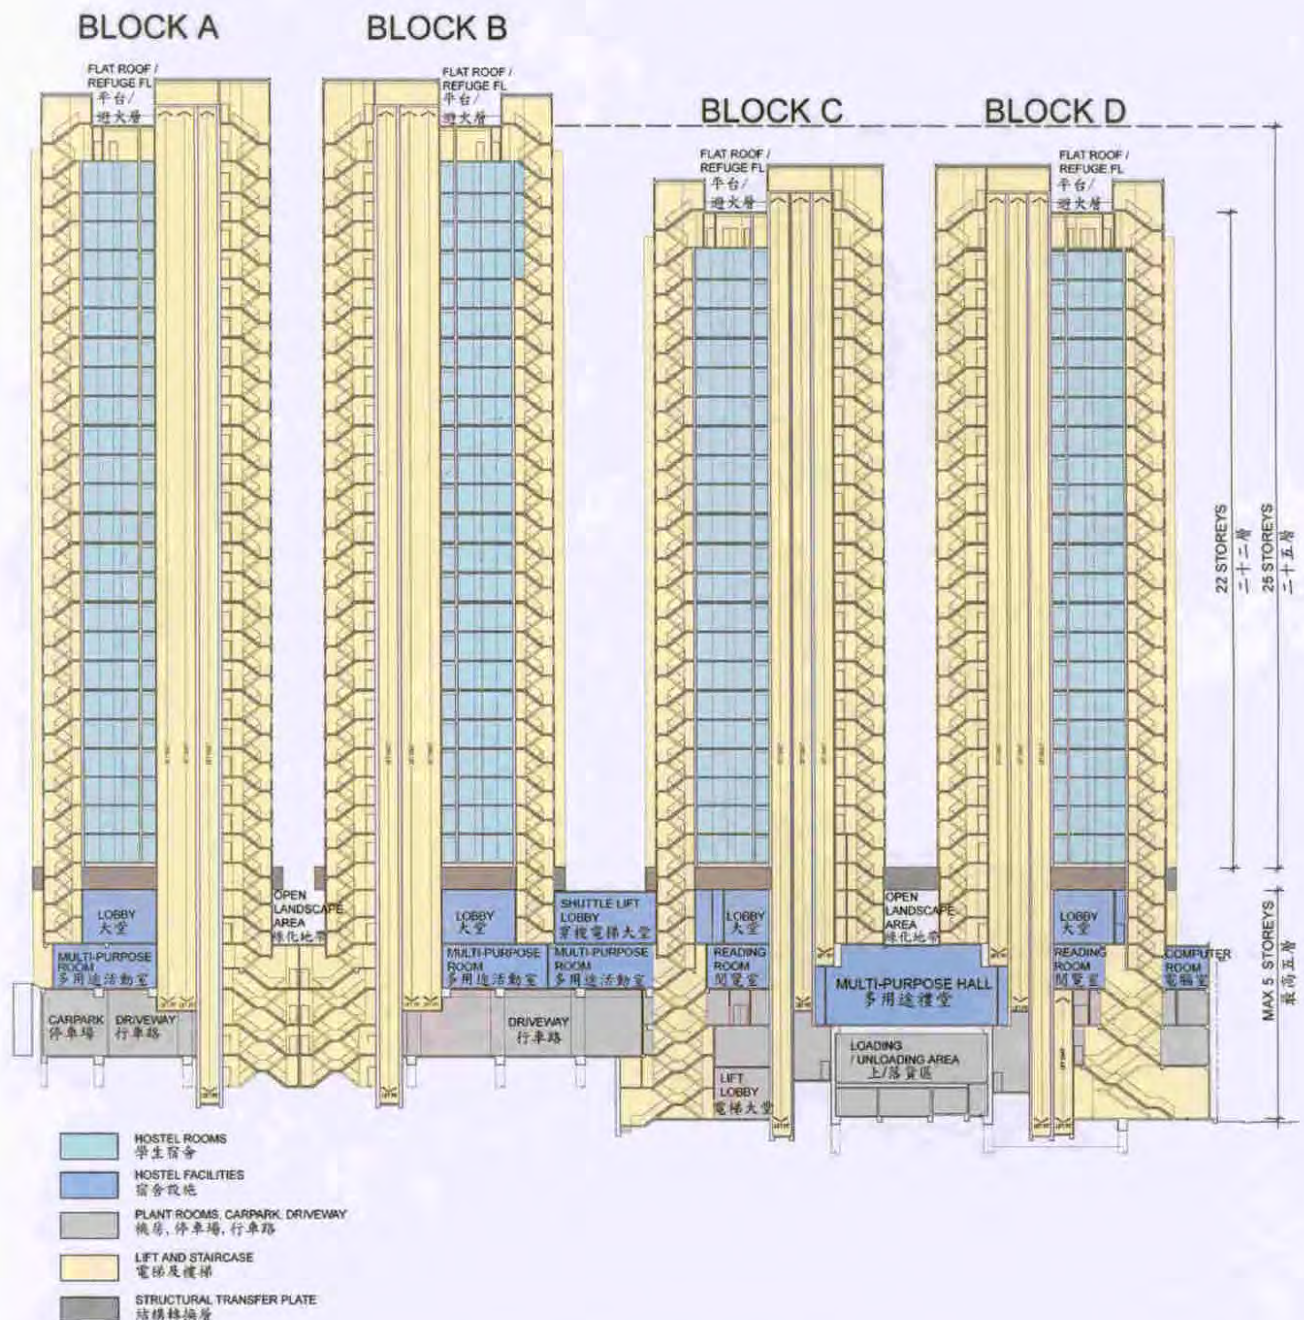 BLOCK A
BLOCK B
BLOCK C
BLOCK D
FLAT ROOF /
REFUGE FL
平台/
避火層
FLAT ROOF /
REFUGE FL
平台/
避火層
FLAT ROOF /
REFUGE FL
平台/
避火層
FLAT ROOF /
REFUGE FL
平台/
避火層
22 STOREYS
二十二層
25 STOREYS
二十五層
MAX 5 STOREYS
最高五層
LOBBY
大堂
OPEN
LANDSCAPE
AREA
綠化地帶
LOBBY
大堂
SHUTTLE LIFT
LOBBY
穿梭電梯大堂
LOBBY
大堂
OPEN
LANDSCAPE
AREA
綠化地帶
LOBBY
大堂
MULTI-PURPOSE
ROOM
多用途活動室
MULTI-PURPOSE
ROOM
多用途活動室
MULTI-PURPOSE
ROOM
多用途活動室
READING
ROOM
閱覽室
MULTI-PURPOSE HALL
多用途禮堂
READING
ROOM
閱覽室
COMPUTER
ROOM
電腦室
CARPARK
停車場
DRIVEWAY
行車路
DRIVEWAY
行車路
LOADING
/ UNLOADING AREA
上/落貨區
LIFT
LOBBY
電梯大堂
HOSTEL ROOMS
學生宿舍
HOSTEL FACILITIES
宿舍設施
PLANT ROOMS, CARPARK, DRIVEWAY
機房, 停車場, 行車路
LIFT AND STAIRCASE
電梯及樓梯
STRUCTURAL TRANSFER PLATE
結構轉換層